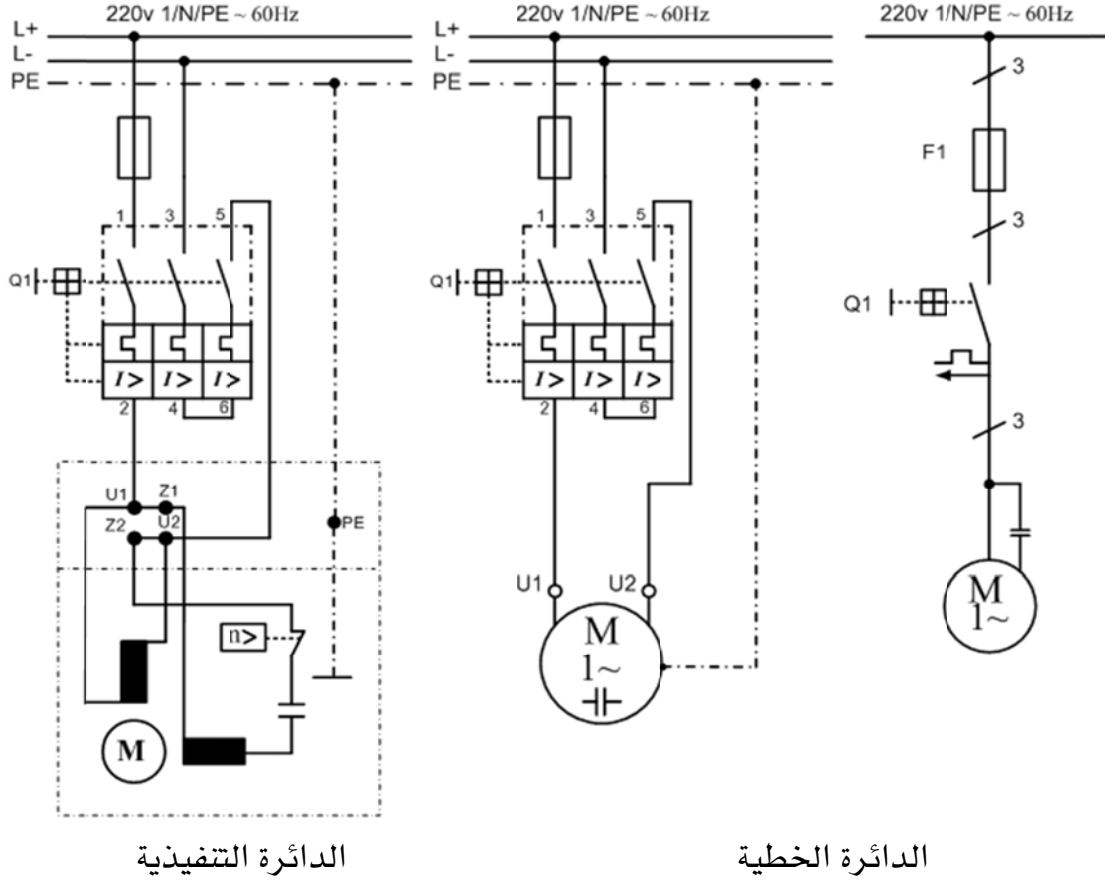 220v 1/N/PE ~ 60Hz
L+
L-
PE
1 3 5
Q1
I> I> I>
2 4 6
U1 Z1
Z2 U2
PE
n>
M
الدائرة التنفيذية
220v 1/N/PE ~ 60Hz
L+
L-
PE
1 3 5
Q1
I> I> I>
2 4 6
U1 U2
M
1~
220v 1/N/PE ~ 60Hz
3
F1
3
Q1
3
M
1~
الدائرة الخطية